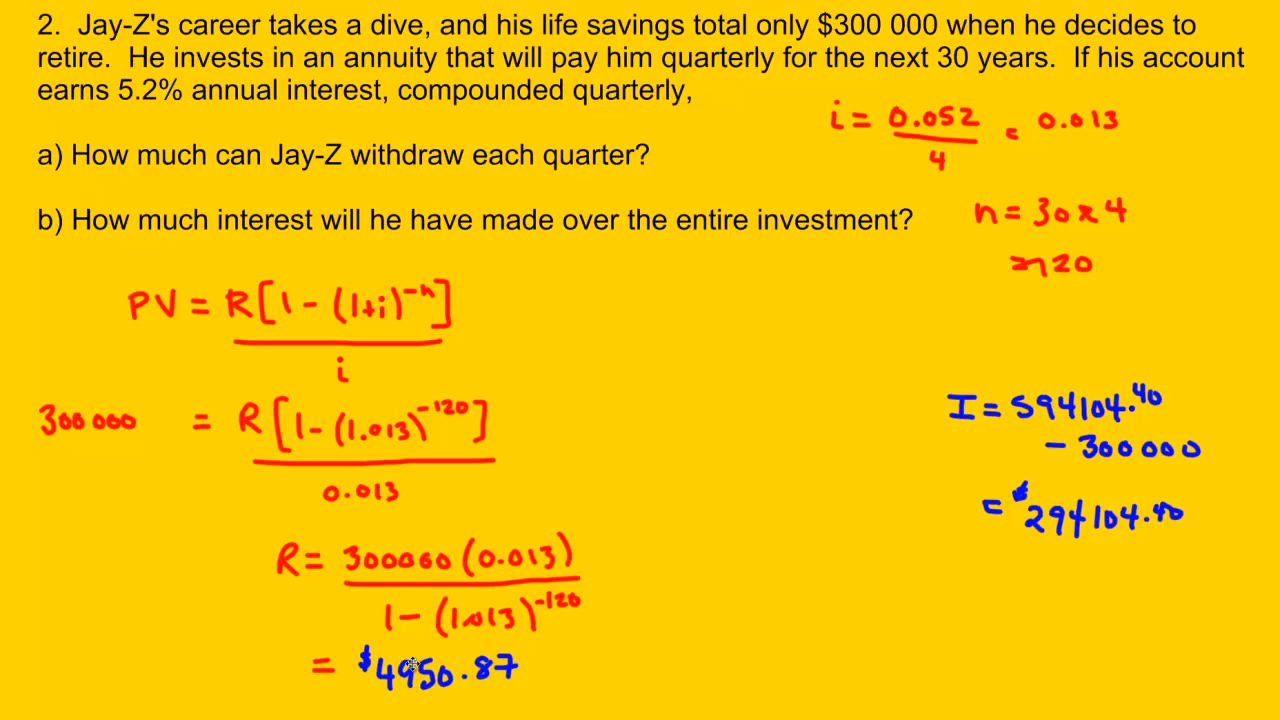 2. Jay-Z's career takes a dive, and his life savings total only $300 000 when he decides to
retire. He invests in an annuity that will pay him quarterly for the next 30 years. If his account
earns 5.2% annual interest, compounded quarterly,
i = 0.052 / 4 = 0.013
a) How much can Jay-Z withdraw each quarter?
b) How much interest will he have made over the entire investment?
n = 30 x 4
= 120
PV = R[1 - (1+i)^-n]
i
300 000 = R[1 - (1.013)^-120]
0.013
R = 300000(0.013)
1 - (1.013)^-120
= $4950.87
I = 594104.40
- 300 000
= $294104.40